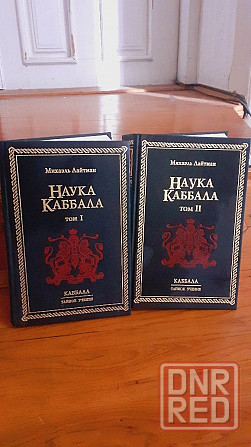 Михаэль Лайтман
НАУКА
КАББАЛА
ТОМ I
КАББАЛА
ТАЙНОЕ УЧЕНИЕ
Михаэль Лайтман
НАУКА
КАББАЛА
ТОМ II
КАББАЛА
ТАЙНОЕ УЧЕНИЕ
DNR
RED